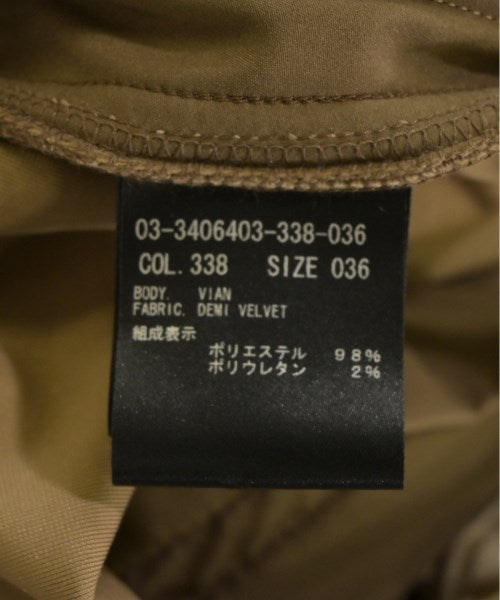 03-3406403-338-036
COL.338 SIZE 036
BODY. VIAN
FABRIC. DEMI VELVET
組成表示
ポリエステル 98%
ポリウレタン 2%